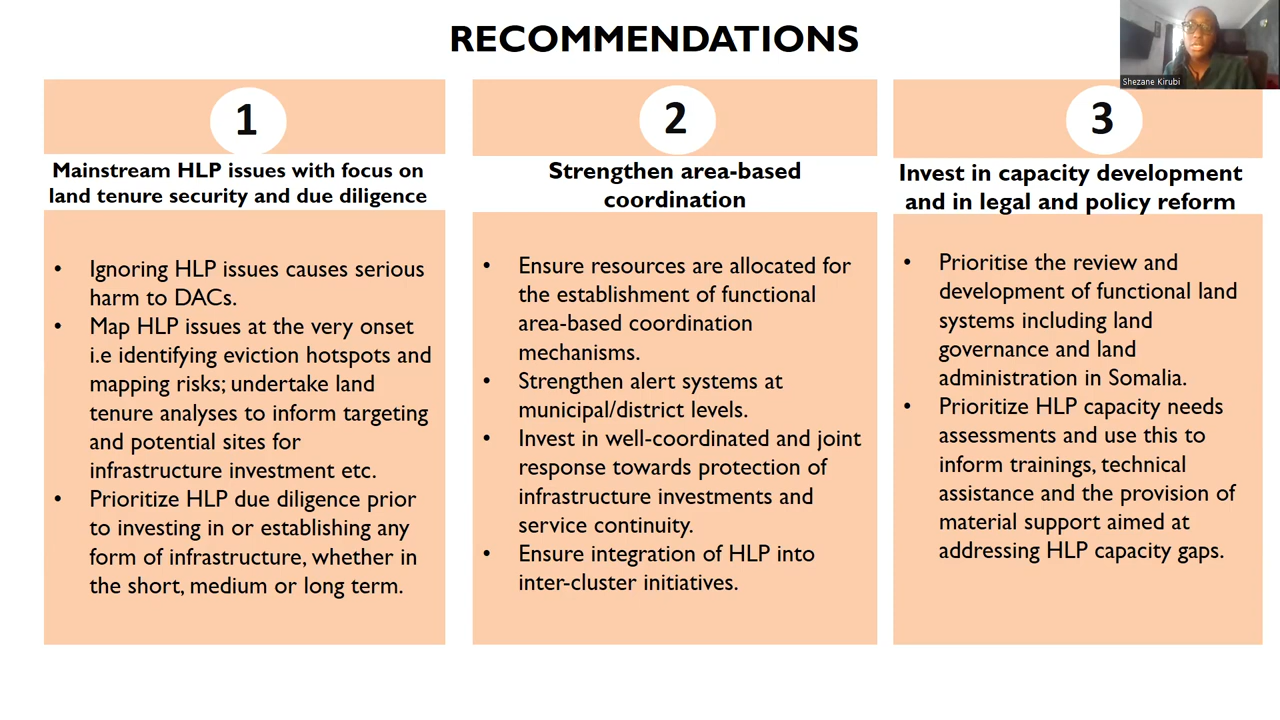 RECOMMENDATIONS
Shezane Kirubi
1
Mainstream HLP issues with focus on
land tenure security and due diligence
• Ignoring HLP issues causes serious
harm to DACs.
• Map HLP issues at the very onset
i.e identifying eviction hotspots and
mapping risks; undertake land
tenure analyses to inform targeting
and potential sites for
infrastructure investment etc.
• Prioritize HLP due diligence prior
to investing in or establishing any
form of infrastructure, whether in
the short, medium or long term.
2
Strengthen area-based
coordination
• Ensure resources are allocated for
the establishment of functional
area-based coordination
mechanisms.
• Strengthen alert systems at
municipal/district levels.
• Invest in well-coordinated and joint
response towards protection of
infrastructure investments and
service continuity.
• Ensure integration of HLP into
inter-cluster initiatives.
3
Invest in capacity development
and in legal and policy reform
• Prioritise the review and
development of functional land
systems including land
governance and land
administration in Somalia.
• Prioritize HLP capacity needs
assessments and use this to
inform trainings, technical
assistance and the provision of
material support aimed at
addressing HLP capacity gaps.